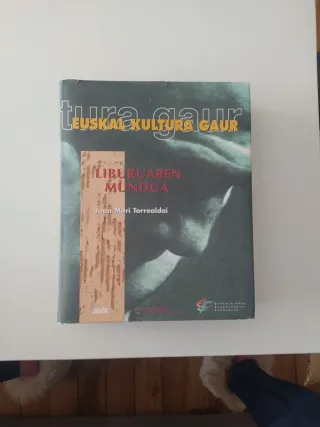 tura gaur
EUSKAL KULTURA GAUR
LIBURUAREN
MUNDUA
Joan Mari Torrealdai